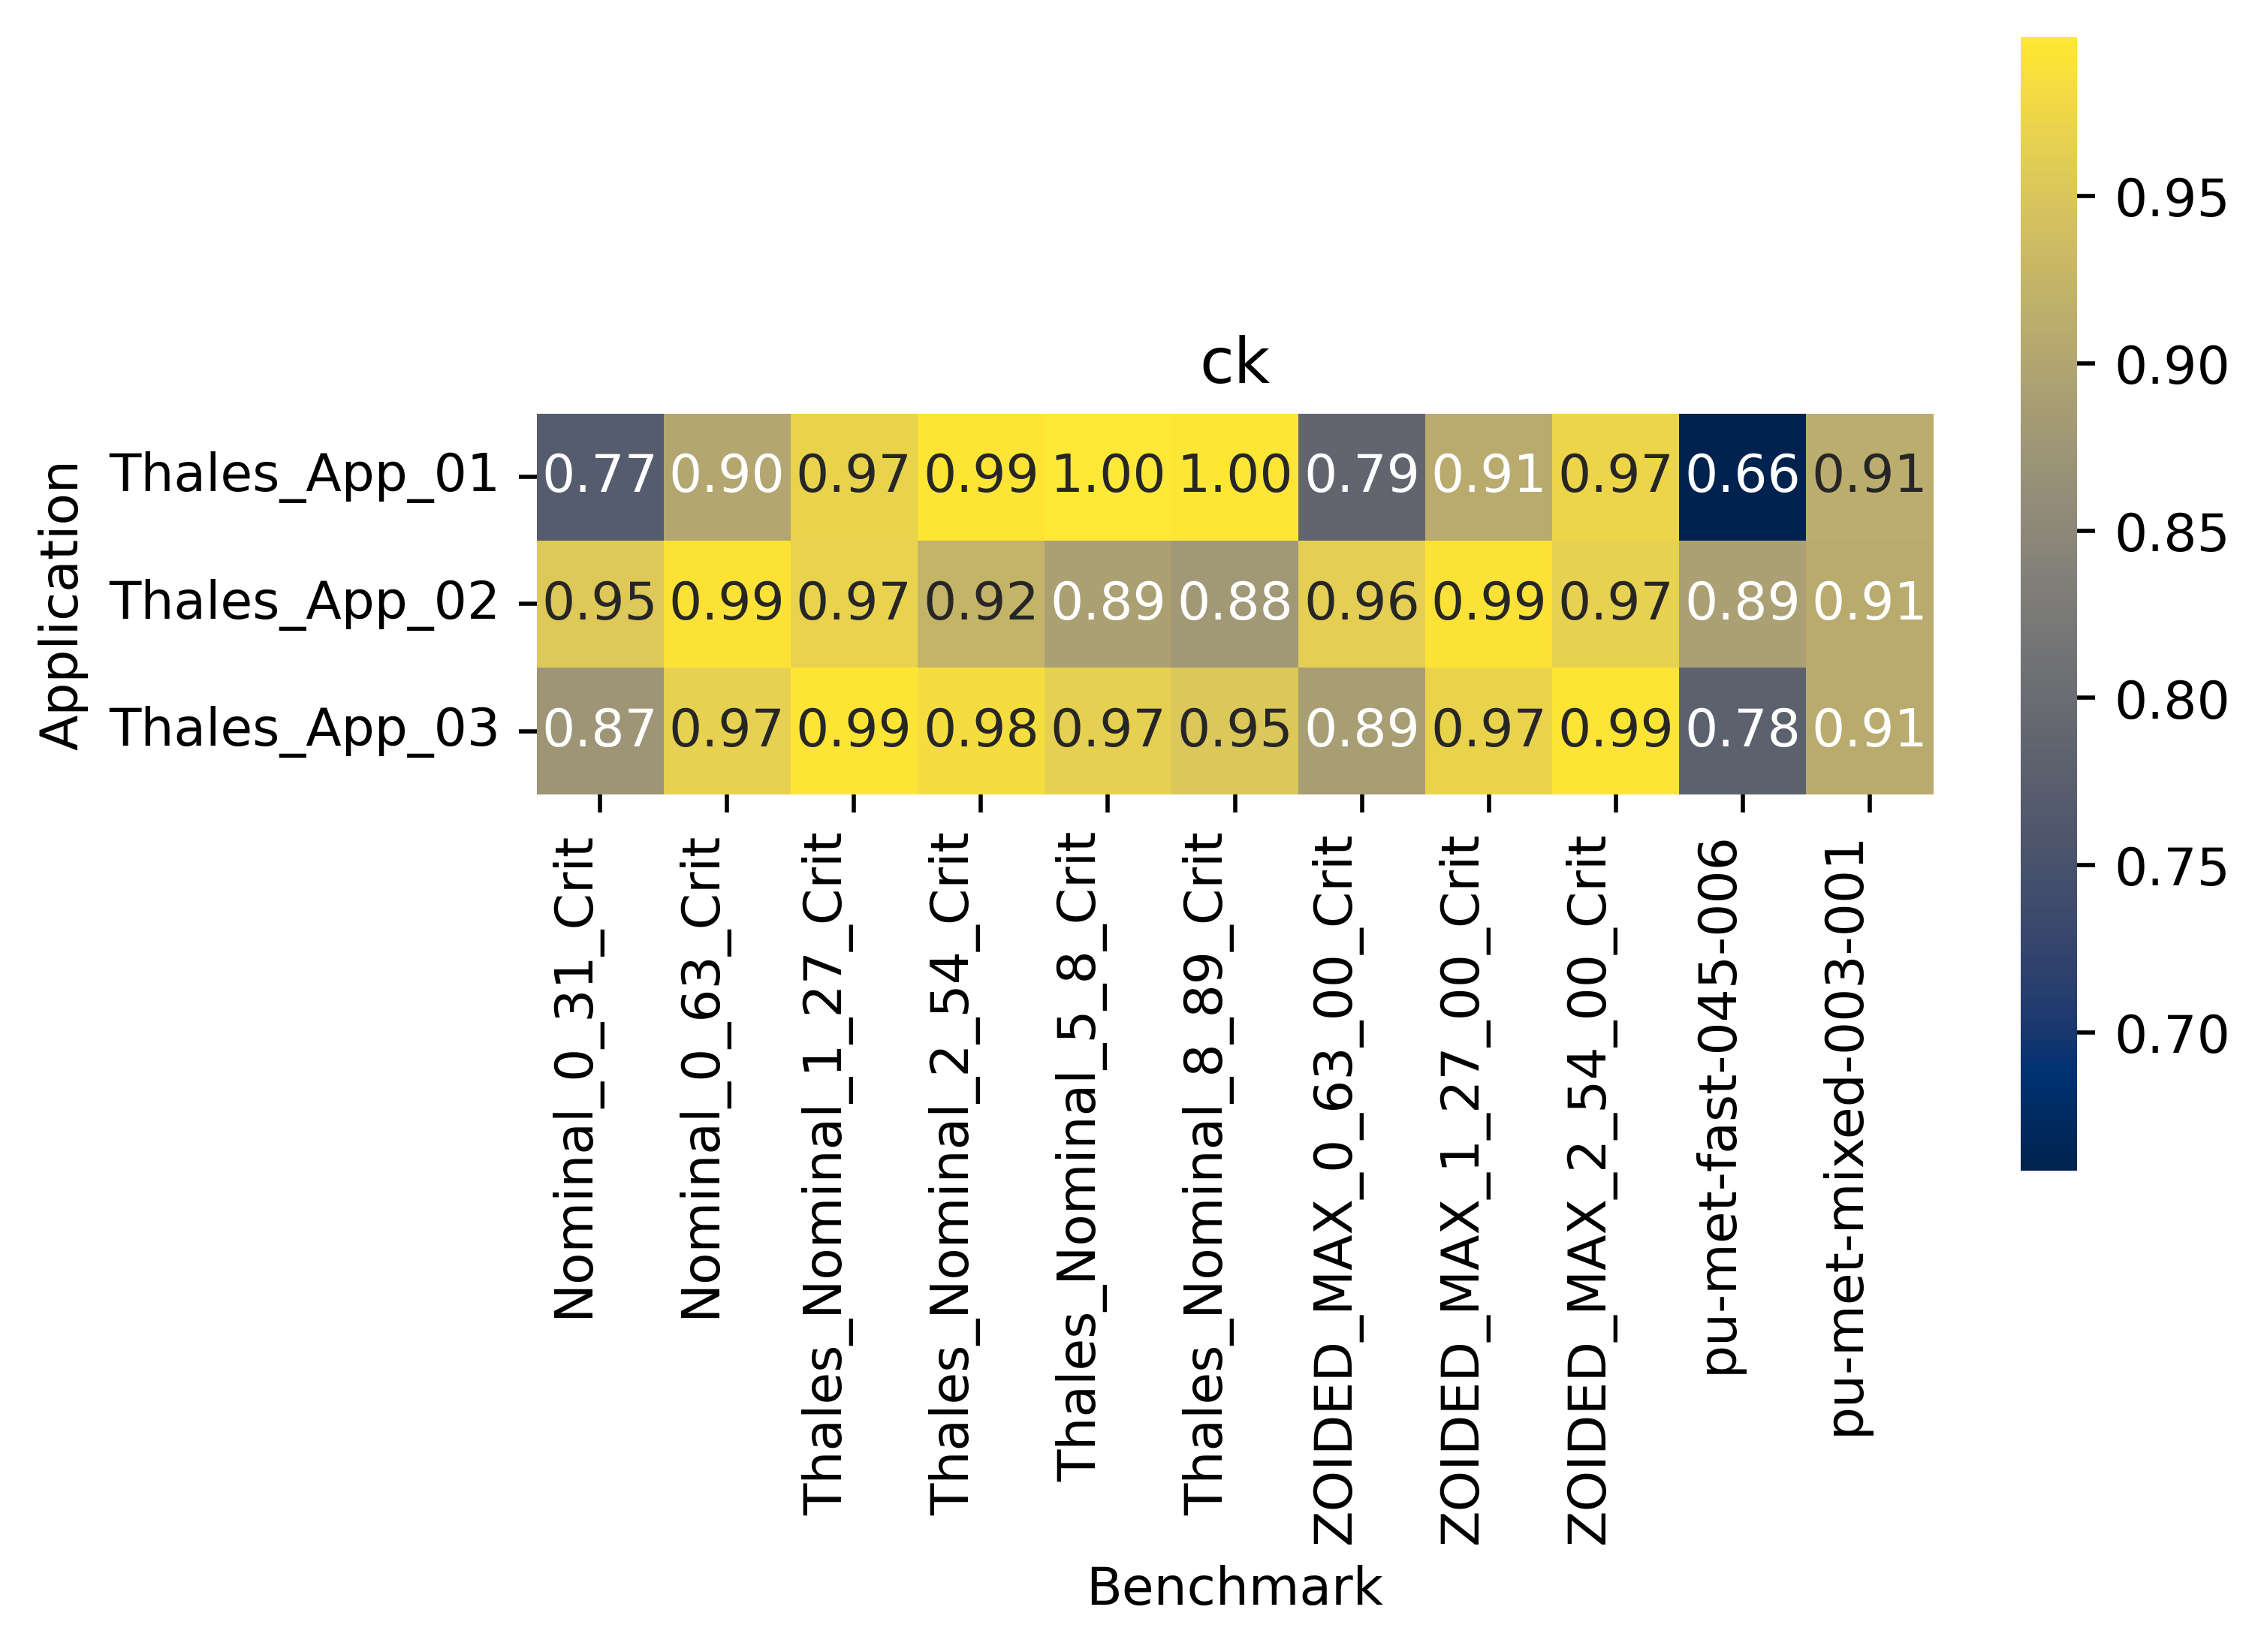 ck
Application
Thales_App_01
0.77 0.90 0.97 0.99 1.00 1.00 0.79 0.91 0.97 0.66 0.91
Thales_App_02
0.95 0.99 0.97 0.92 0.89 0.88 0.96 0.99 0.97 0.89 0.91
Thales_App_03
0.87 0.97 0.99 0.98 0.97 0.95 0.89 0.97 0.99 0.78 0.91
Nominal_0_31_Crit
Nominal_0_63_Crit
Thales_Nominal_1_27_Crit
Thales_Nominal_2_54_Crit
Thales_Nominal_5_8_Crit
Thales_Nominal_8_89_Crit
ZOIDED_MAX_0_63_00_Crit
ZOIDED_MAX_1_27_00_Crit
ZOIDED_MAX_2_54_00_Crit
pu-met-fast-045-006
pu-met-mixed-003-001
Benchmark
0.95
0.90
0.85
0.80
0.75
0.70